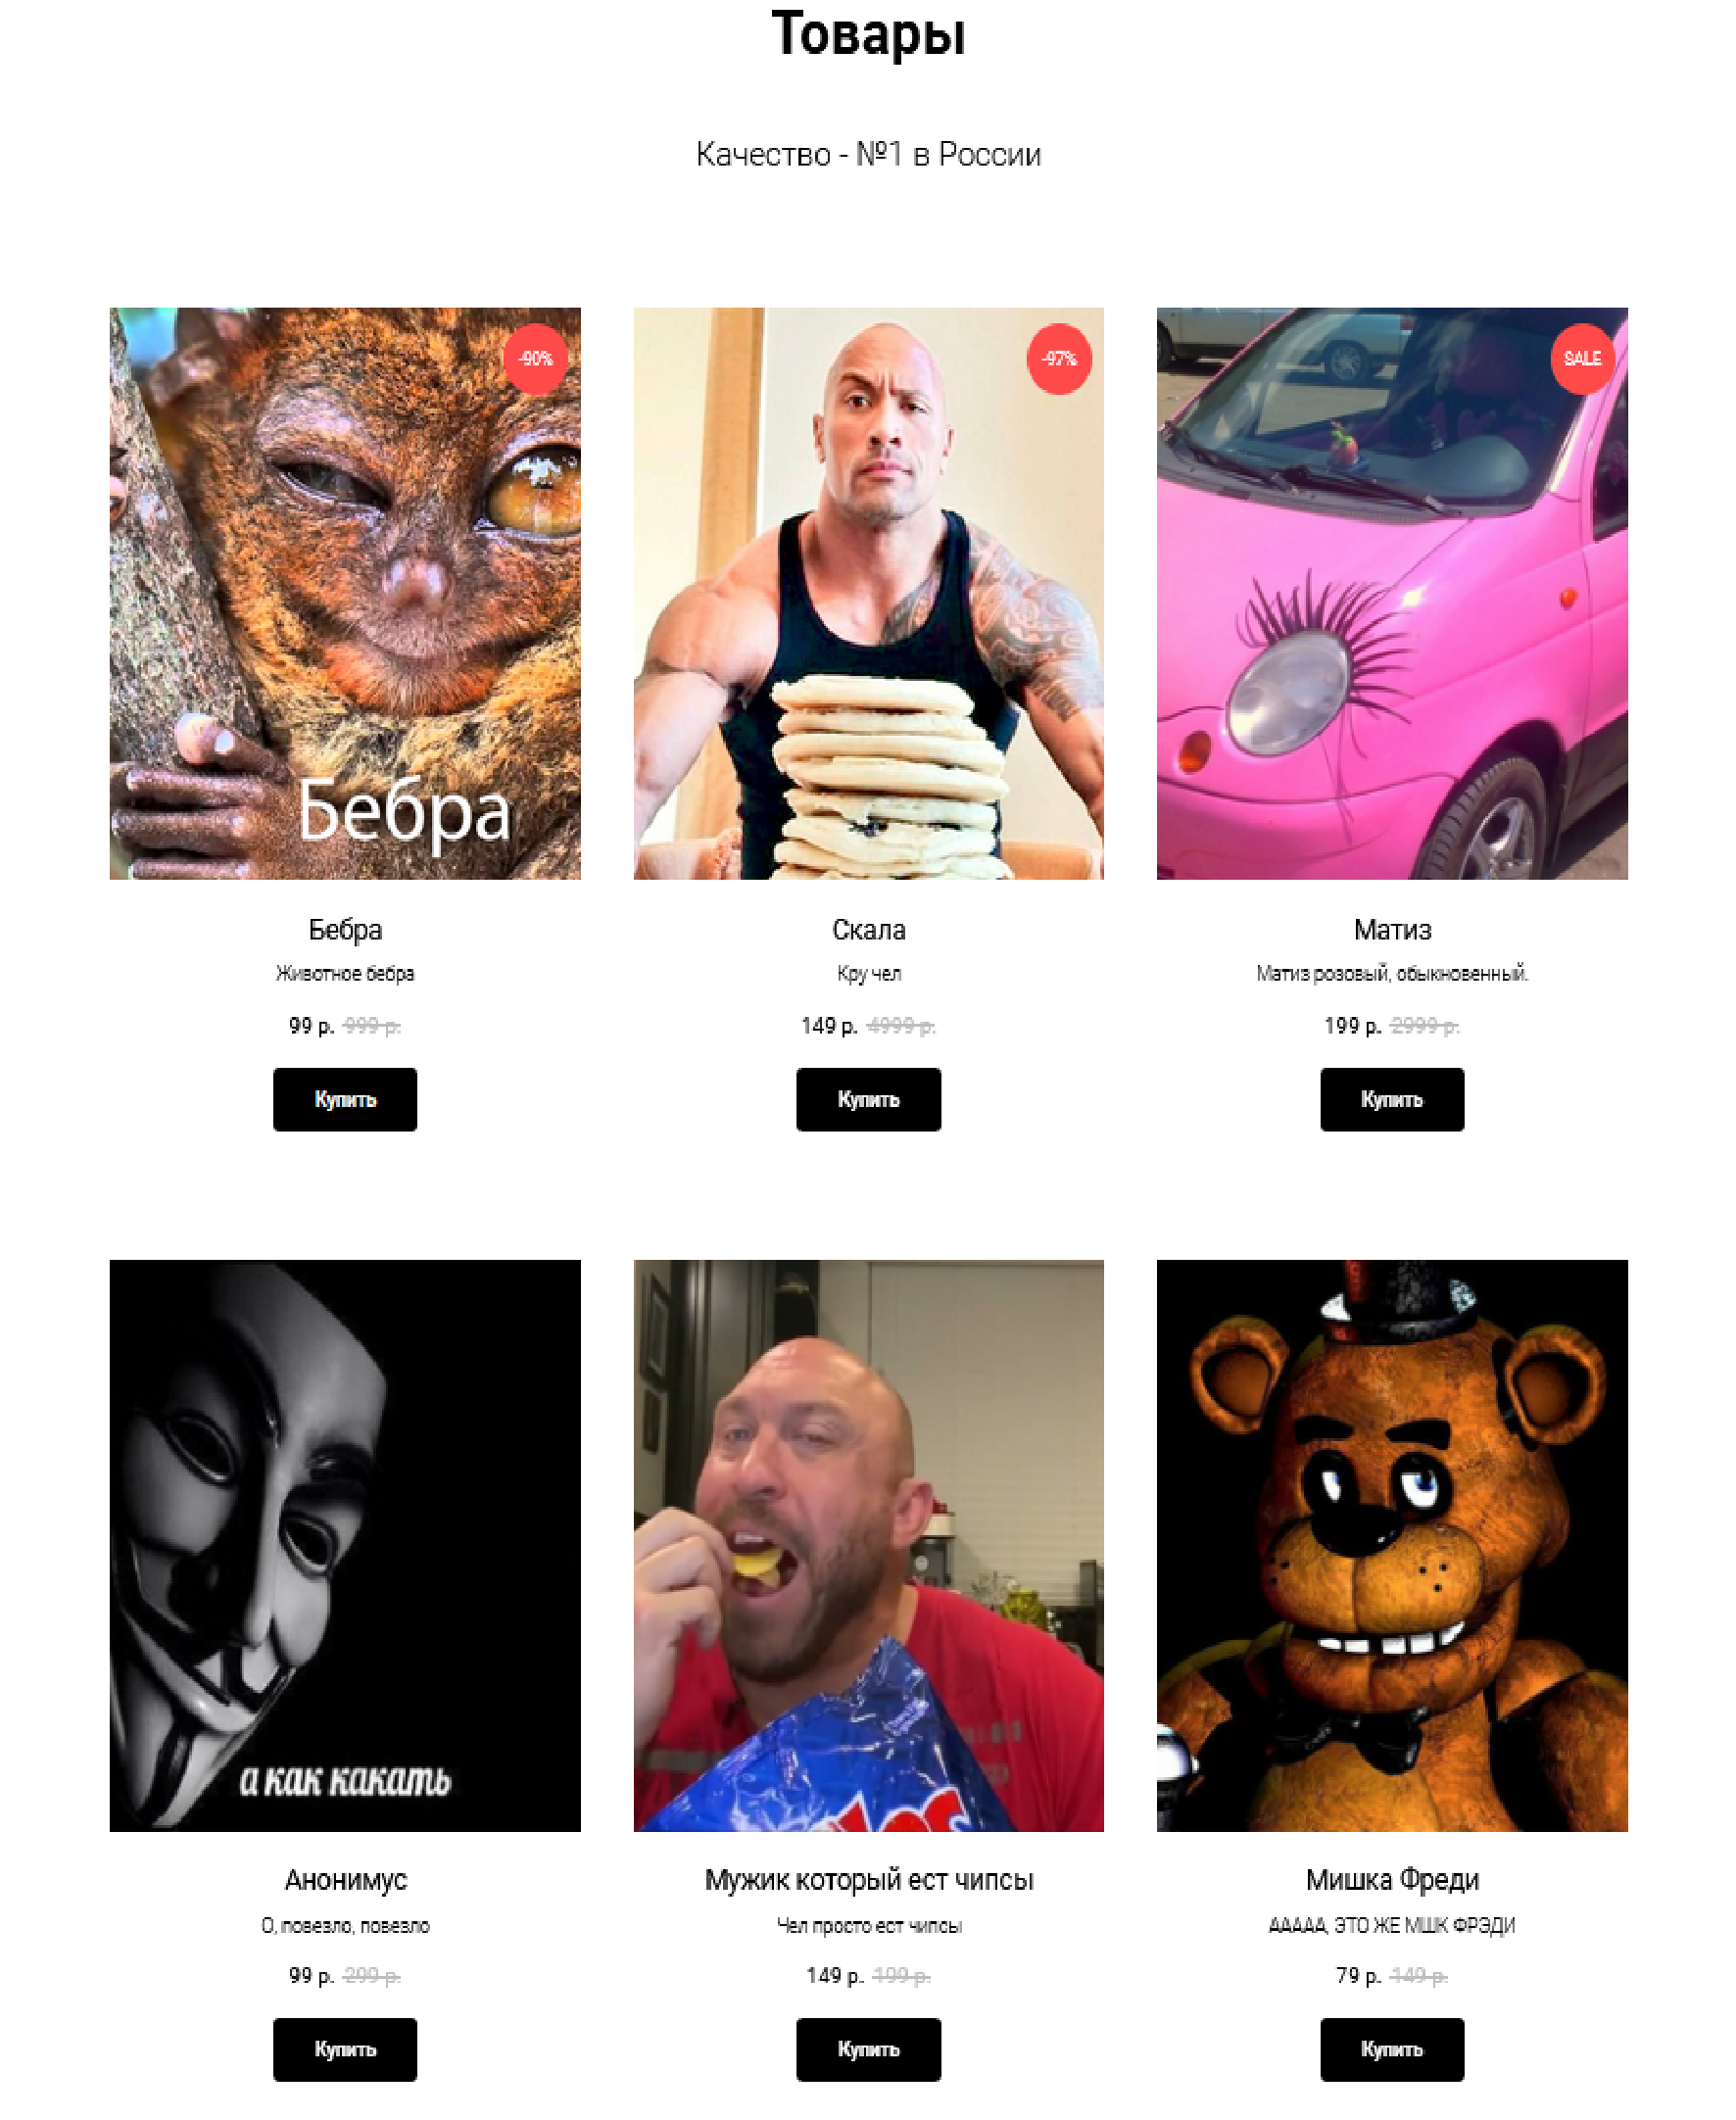 Товары
Качество - №1 в России
-90%
-97%
SALE
Бебра
Бебра
Скала
Матиз
Животное бебра
Кру чел
Матиз розовый, обыкновенный.
99 р. 999 р.
149 р. 4999 р.
199 р. 2999 р.
Купить
Купить
Купить
а как какать
Анонимус
Мужик который ест чипсы
Мишка Фреди
О, повезло, повезло
Чел просто ест чипсы
ААААА, ЭТО ЖЕ МШК ФРЭДИ
99 р. 299 р.
149 р. 199 р.
79 р. 149 р.
Купить
Купить
Купить